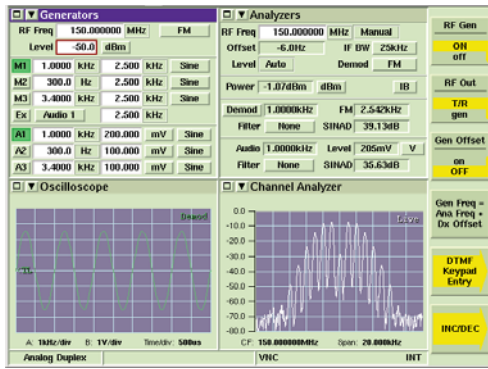 Generators
RF Freq 150.000000 MHz FM
Level -50.0 dBm
M1 1.0000 kHz 2.500 kHz Sine
M2 300.0 Hz 2.500 kHz Sine
M3 3.4000 kHz 2.500 kHz Sine
Ex Audio 1 2.500 kHz
A1 1.0000 kHz 200.000 mV Sine
A2 300.0 Hz 100.000 mV Sine
A3 3.4000 kHz 100.000 mV Sine
Analyzers
RF Freq 150.000000 MHz Manual
Offset -6.0Hz IF BW 25kHz
Level Auto Demod FM
Power -1.07dBm dBm IB
Demod 1.0000kHz FM 2.542kHz
Filter None SINAD 39.13dB
Audio 1.0000kHz Level 205mV V
Filter None SINAD 35.63dB
Oscilloscope
Demod
A: 1kHz/div B: 1V/div Time/div: 500us
Channel Analyzer
Live
0.0
-10.0
-20.0
-30.0
-40.0
-50.0
-60.0
-70.0
-80.0
CF: 150.000000MHz Span: 20.000kHz
RF Gen
ON
off
RF Out
T/R
gen
Gen Offset
on
OFF
Gen Freq =
Ana Freq +
Dx Offset
DTMF
Keypad
Entry
INC/DEC
Analog Duplex VNC INT